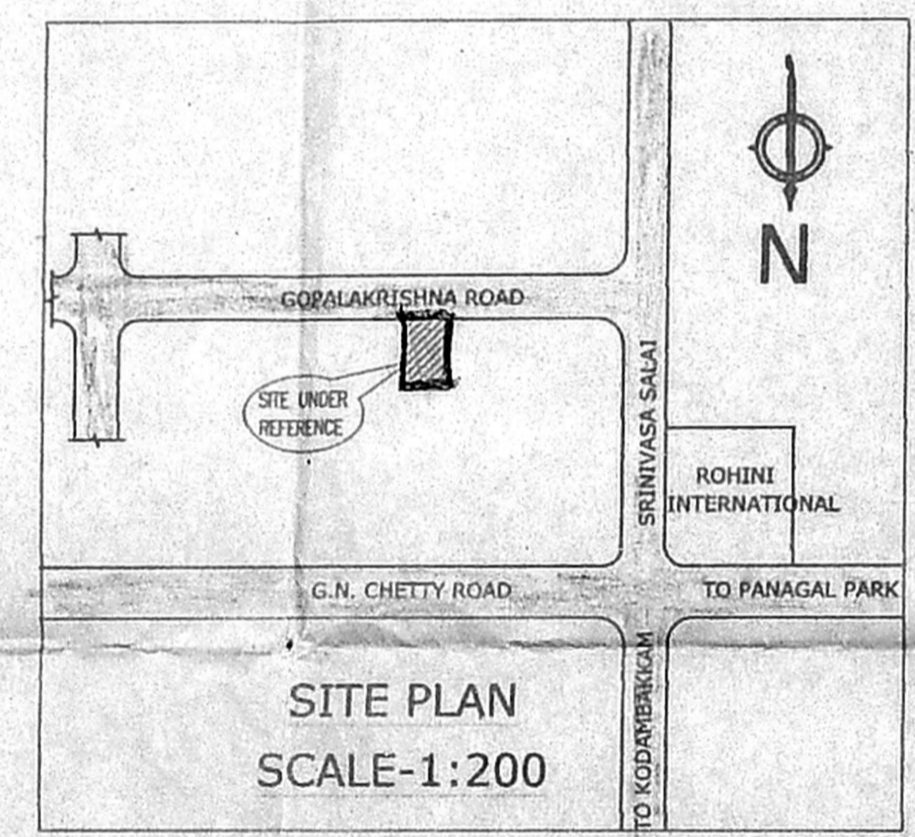 N
GOPALAKRISHNA ROAD
SITE UNDER
REFERENCE
SRINIVASA SALAI
ROHINI
INTERNATIONAL
G.N. CHETTY ROAD
TO PANAGAL PARK
TO KODAMBAKKAM
SITE PLAN
SCALE-1:200